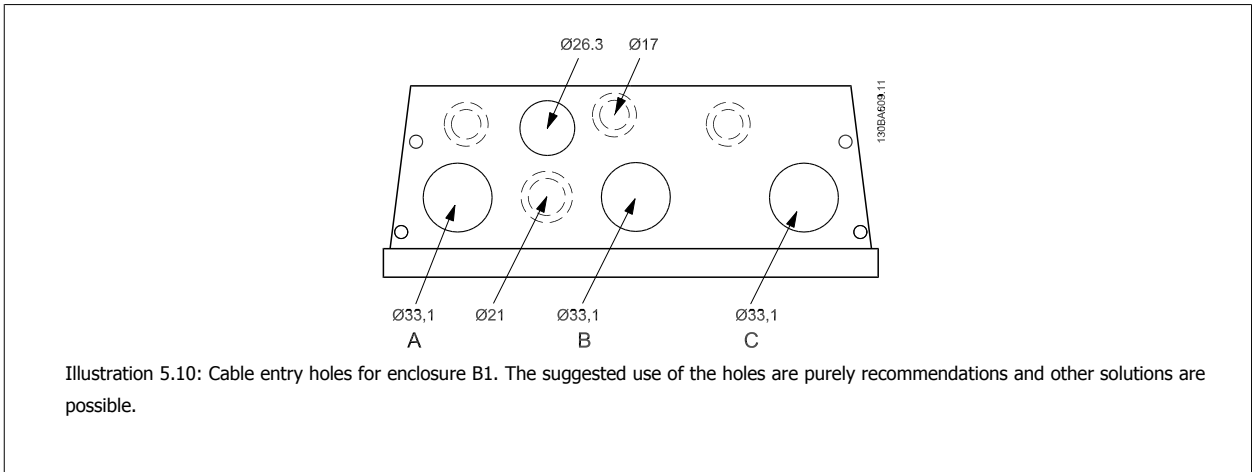 Ø26.3 Ø17
130BA609.11
Ø33,1 Ø21 Ø33,1 Ø33,1
A B C
Illustration 5.10: Cable entry holes for enclosure B1. The suggested use of the holes are purely recommendations and other solutions are
possible.